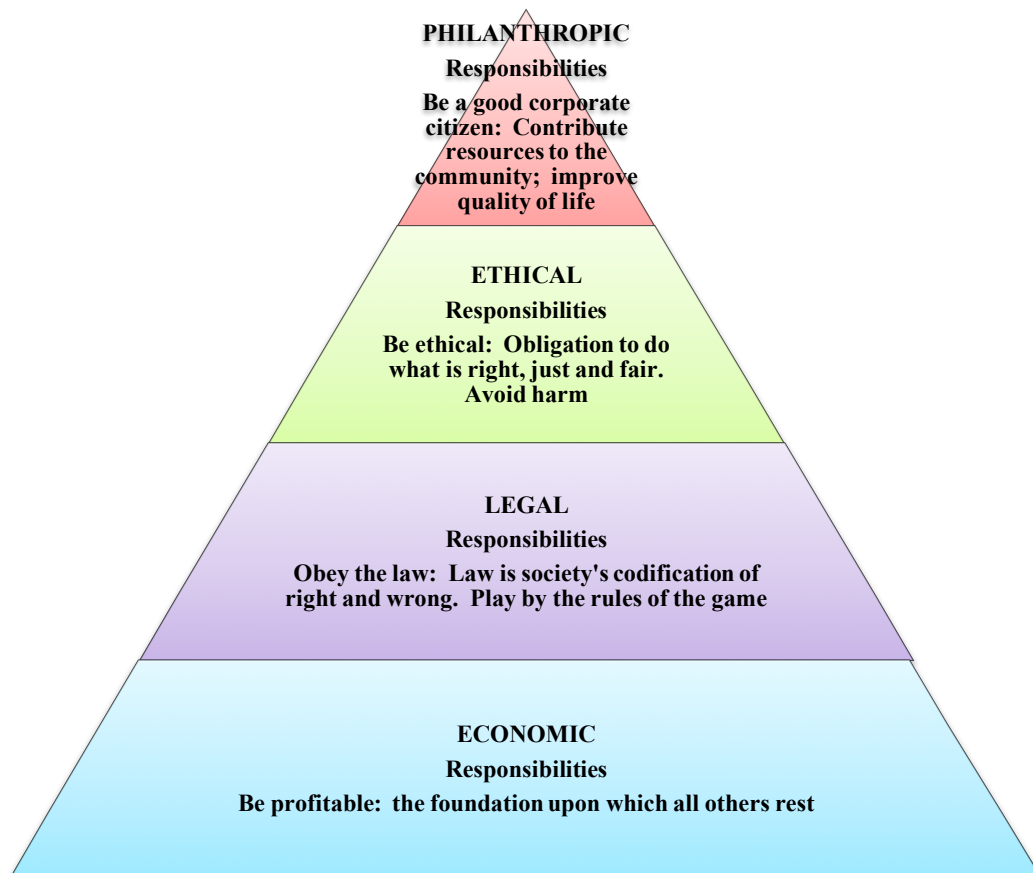 PHILANTHROPIC
Responsibilities
Be a good corporate
citizen: Contribute
resources to the
community; improve
quality of life
ETHICAL
Responsibilities
Be ethical: Obligation to do
what is right, just and fair.
Avoid harm
LEGAL
Responsibilities
Obey the law: Law is society's codification of
right and wrong. Play by the rules of the game
ECONOMIC
Responsibilities
Be profitable: the foundation upon which all others rest